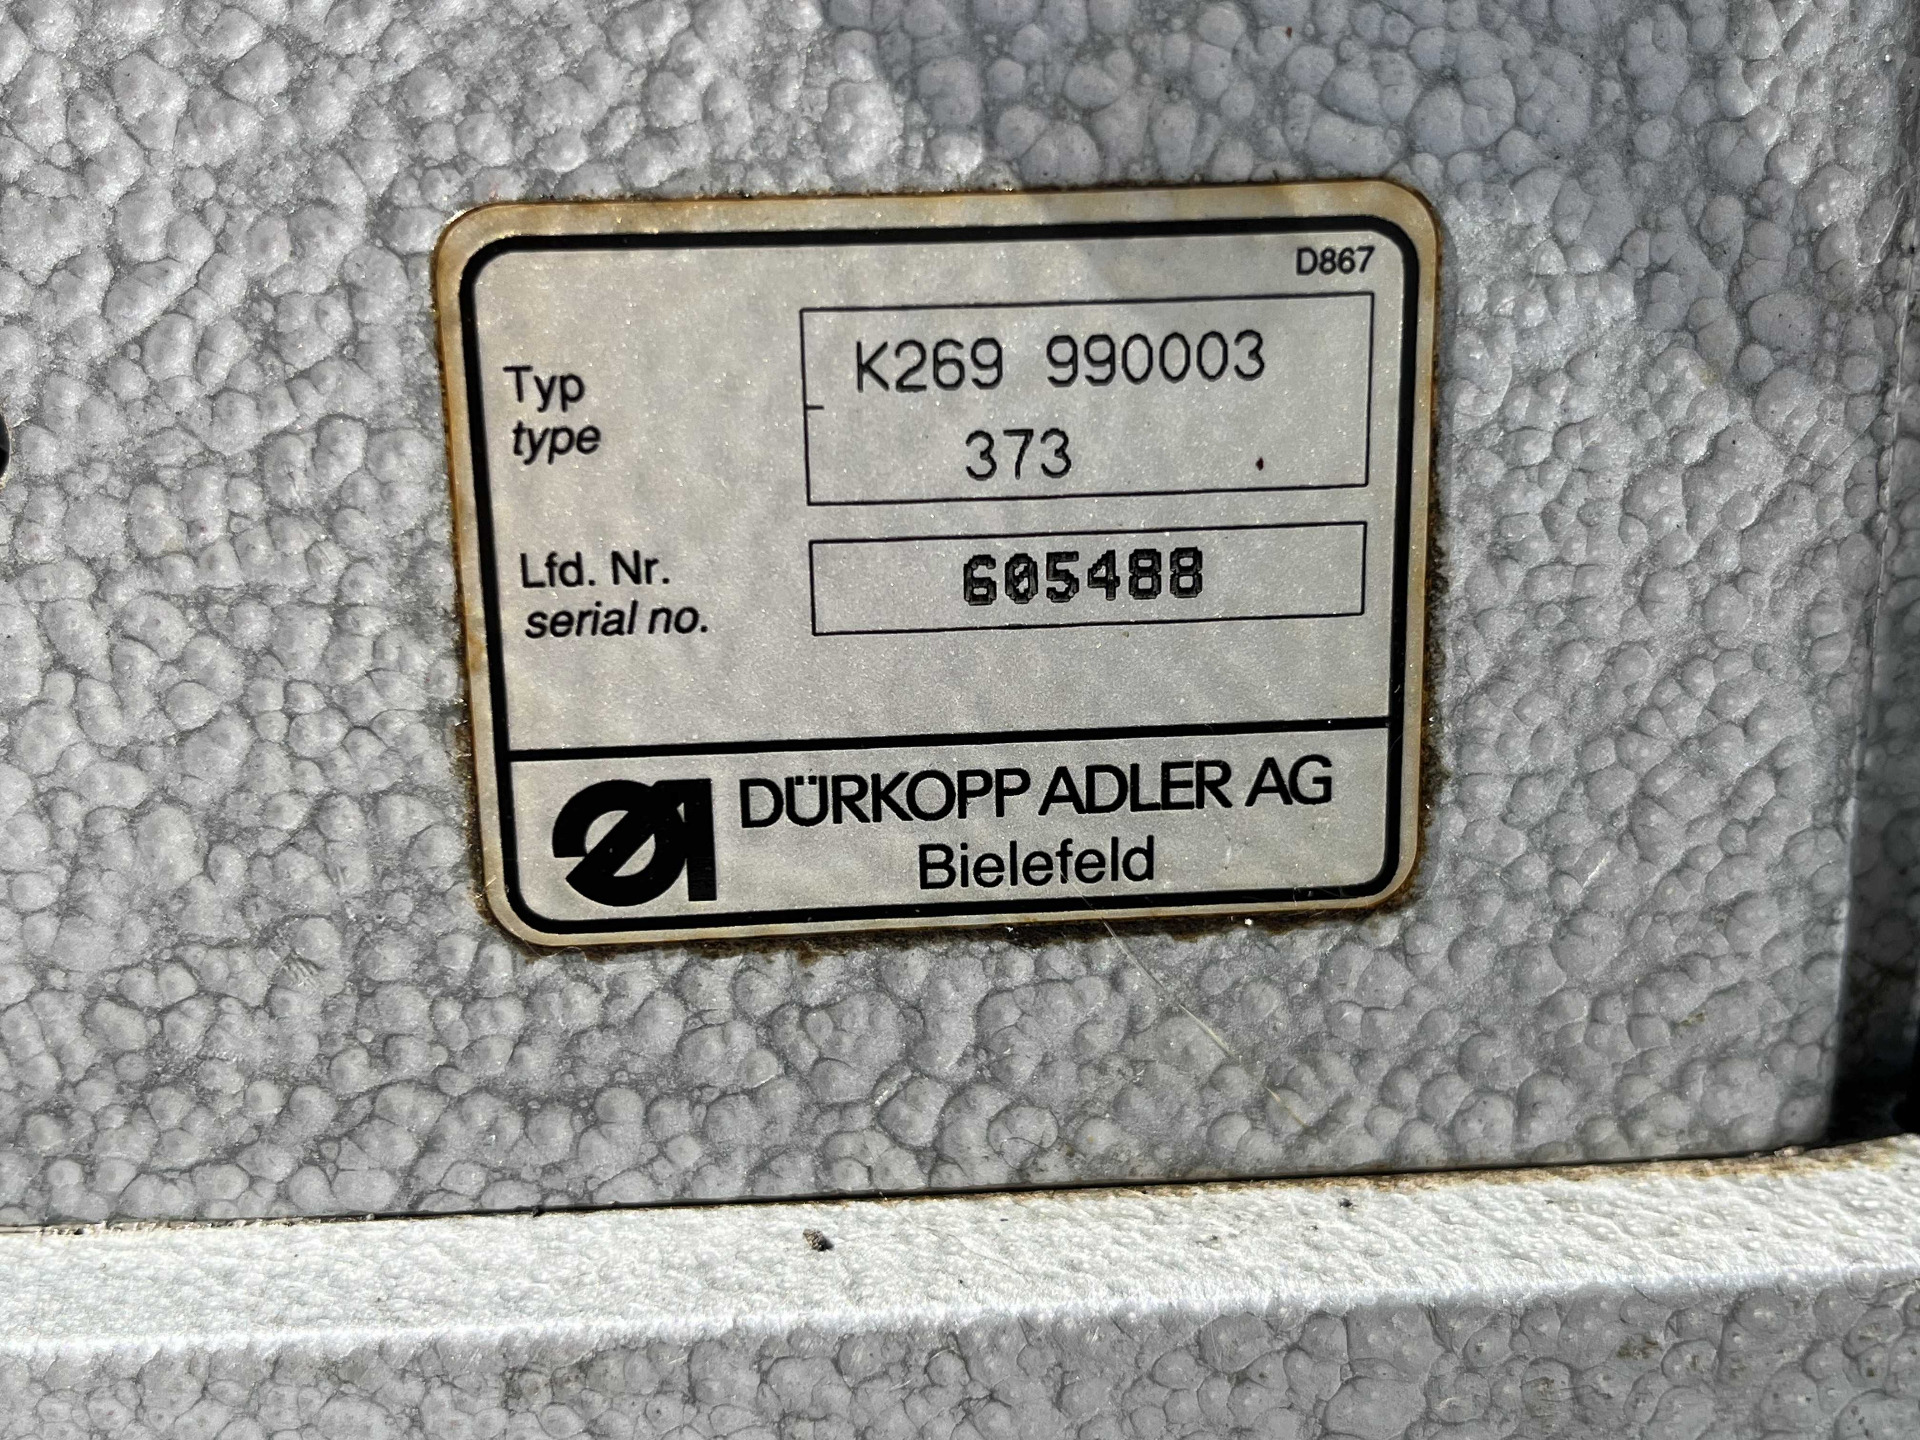 D867
Typ
type
K269 990003
373
Lfd. Nr.
serial no.
605488
DÜRKOPP ADLER AG
Bielefeld